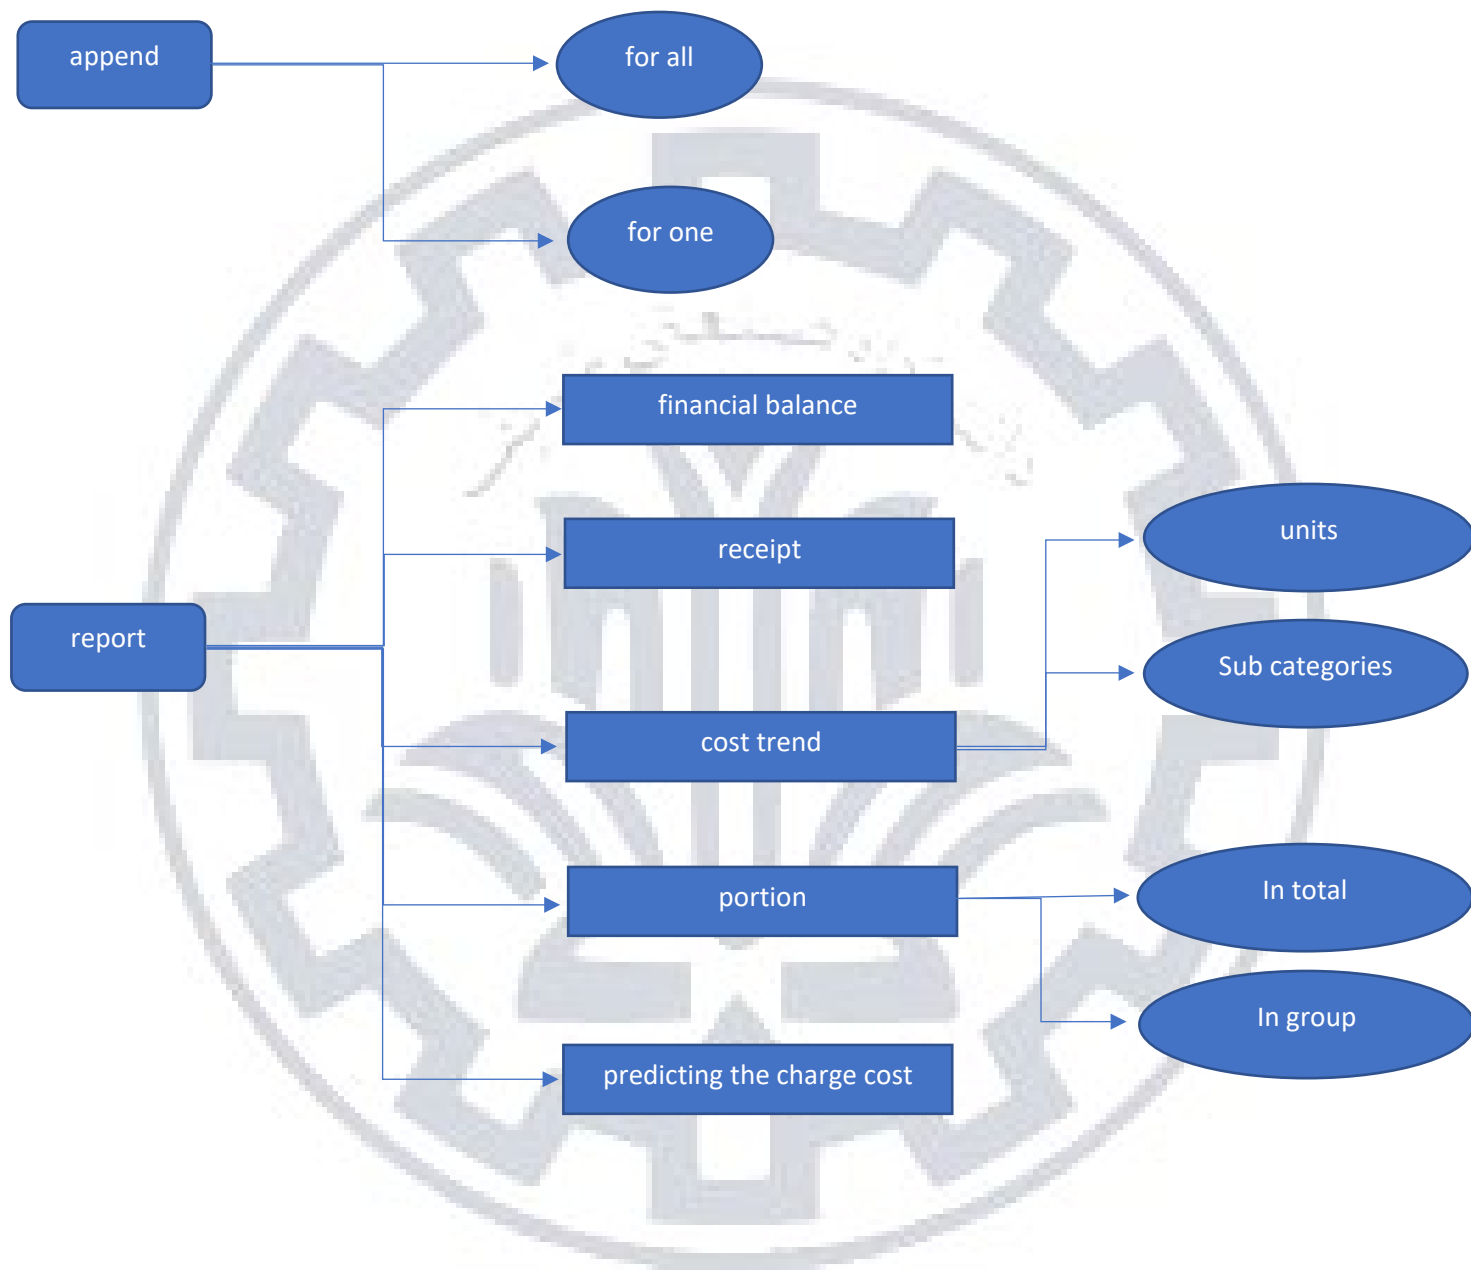 append
for all
for one
financial balance
receipt
units
report
Sub categories
cost trend
portion
In total
In group
predicting the charge cost